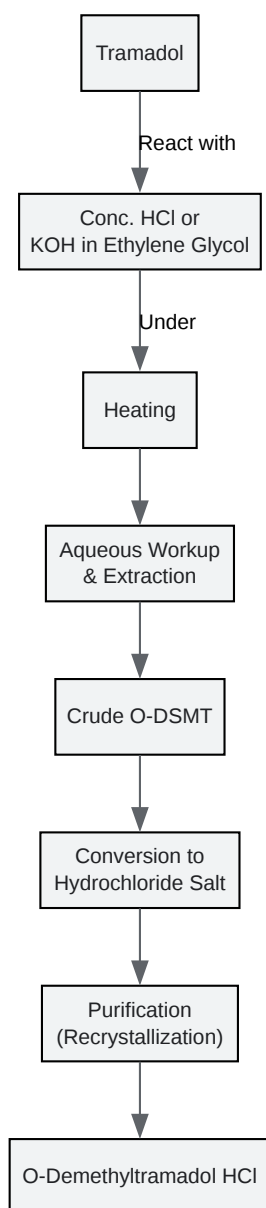 Tramadol
React with
Conc. HCl or
KOH in Ethylene Glycol
Under
Heating
Aqueous Workup
& Extraction
Crude O-DSMT
Conversion to
Hydrochloride Salt
Purification
(Recrystallization)
O-Demethyltramadol HCl